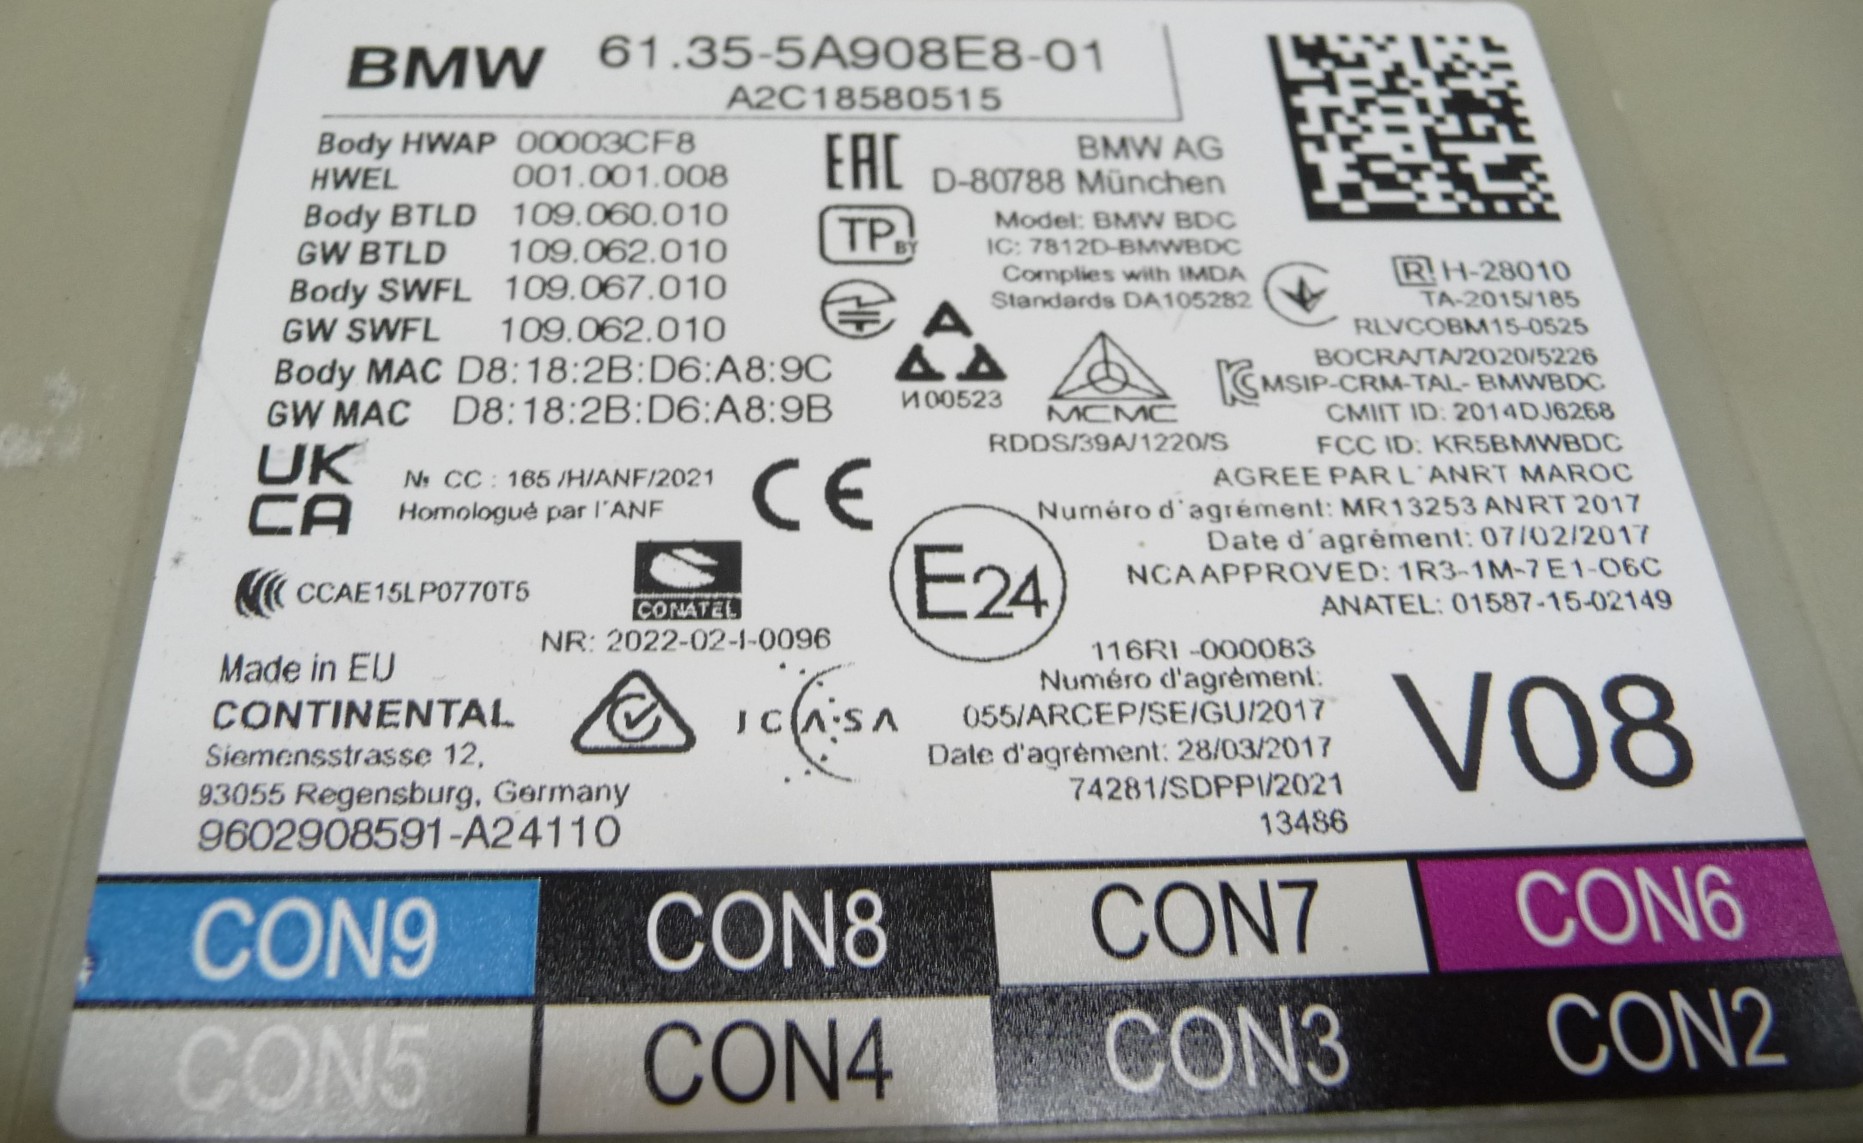 BMW 61.35-5A908E8-01
A2C18580515
Body HWAP 00003CF8
HWEL 001.001.008
Body BTLD 109.060.010
GW BTLD 109.062.010
Body SWFL 109.067.010
GW SWFL 109.062.010
Body MAC D8:18:2B:D6:A8:9C
GW MAC D8:18:2B:D6:A8:9B
EAC
TP BY
BMW AG
D-80788 München
Model: BMW BDC
IC: 7812D-BMWBDC
Complies with IMDA
Standards DA105282
И00523
MCMC
RDDS/39A/1220/S
R H-28010
TA-2015/185
RLVCOBM15-0525
BOCRA/TA/2020/5226
MSIP-CRM-TAL- BMWBDC
CMIIT ID: 2014DJ6268
FCC ID: KR5BMWBDC
AGREE PAR L'ANRT MAROC
Numéro d'agrément: MR13253 ANRT 2017
Date d'agrément: 07/02/2017
NCA APPROVED: 1R3-1M-7E1-O6C
ANATEL: 01587-15-02149
UK
CA
№ CC : 165 /H/ANF/2021
Homologué par l'ANF
CE
CCAE15LP0770T5
CONATEL
NR: 2022-02-I-0096
E24
116RI -000083
Numéro d'agrèment:
055/ARCEP/SE/GU/2017
Date d'agrèment: 28/03/2017
74281/SDPPI/2021
13486
Made in EU
CONTINENTAL
Siemensstrasse 12,
93055 Regensburg, Germany
9602908591-A24110
ICASA
V08
CON9 CON8 CON7 CON6
CON5 CON4 CON3 CON2